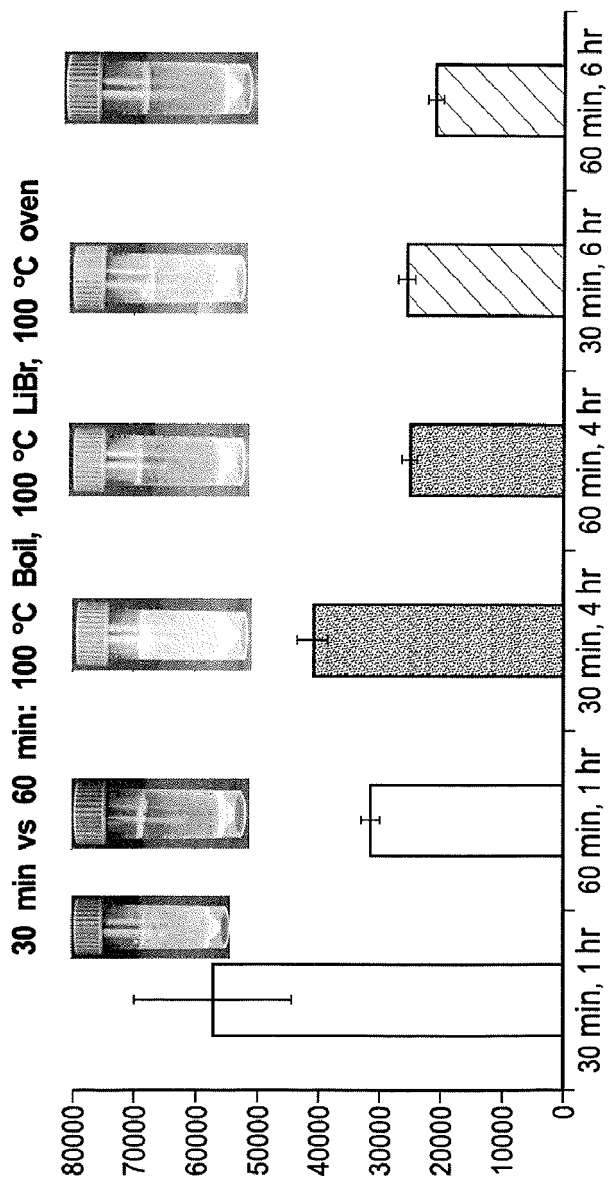 30 min vs 60 min: 100 °C Boil, 100 °C LiBr, 100 °C oven
80000
70000
60000
50000
40000
30000
20000
10000
0
30 min, 1 hr
60 min, 1 hr
30 min, 4 hr
60 min, 4 hr
30 min, 6 hr
60 min, 6 hr